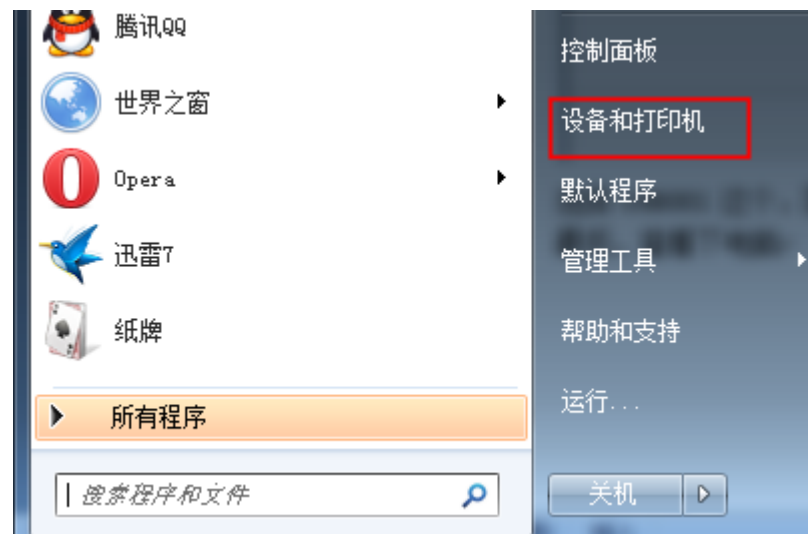 腾讯QQ
世界之窗
Opera
迅雷7
纸牌
所有程序
搜索程序和文件
控制面板
设备和打印机
默认程序
管理工具
帮助和支持
运行...
关机